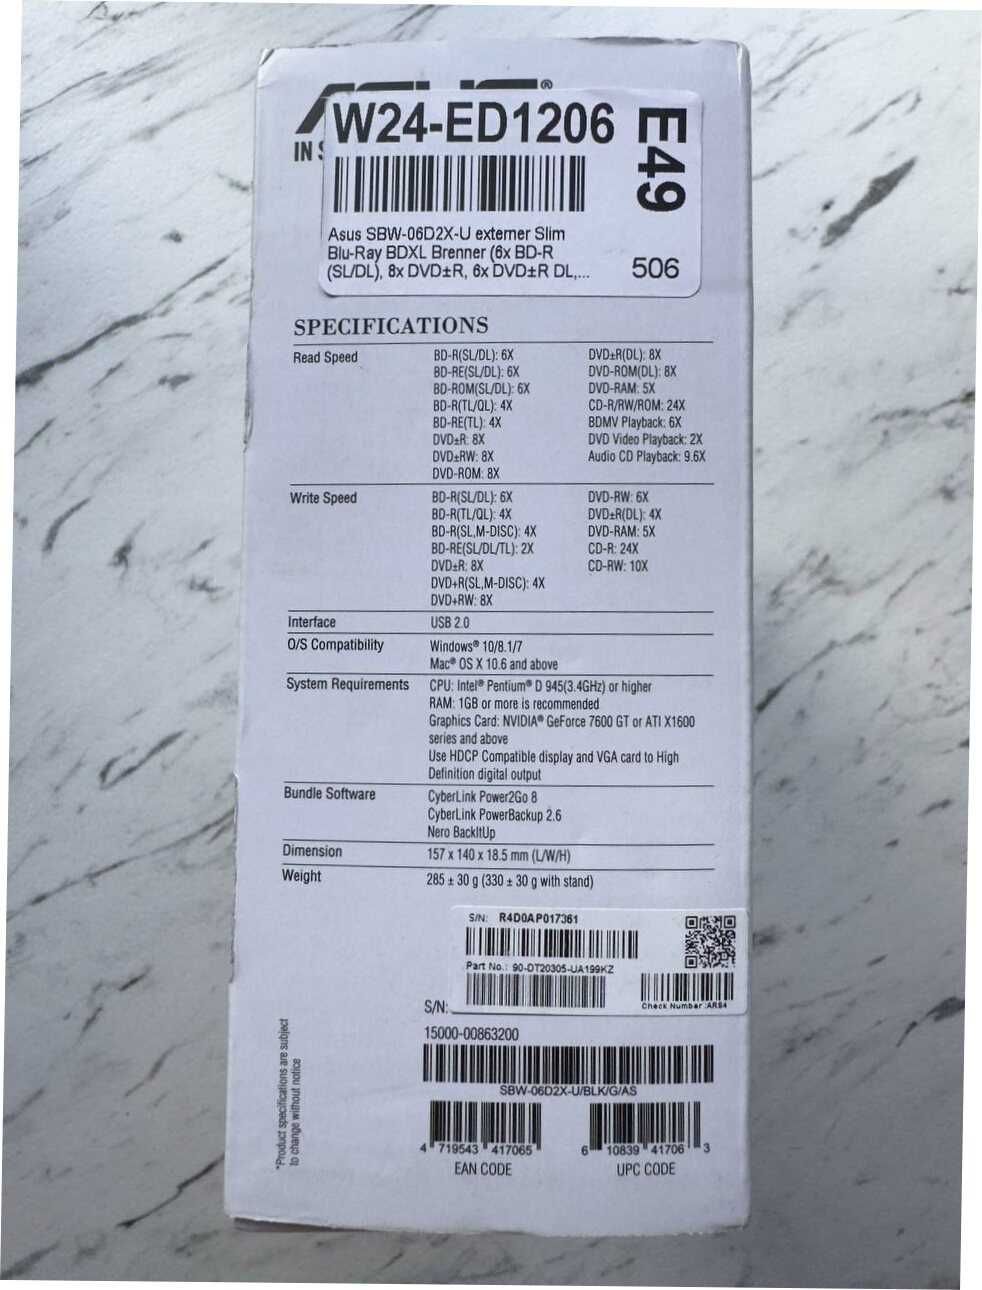 ®
W24-ED1206
E49
IN S
Asus SBW-06D2X-U externer Slim
Blu-Ray BDXL Brenner (6x BD-R
(SL/DL), 8x DVD±R, 6x DVD±R DL,...
506
SPECIFICATIONS
Read Speed
BD-R(SL/DL): 6X
BD-RE(SL/DL): 6X
BD-ROM(SL/DL): 6X
BD-R(TL/QL): 4X
BD-RE(TL): 4X
DVD±R: 8X
DVD±RW: 8X
DVD-ROM: 8X
DVD±R(DL): 8X
DVD-ROM(DL): 8X
DVD-RAM: 5X
CD-R/RW/ROM: 24X
BDMV Playback: 6X
DVD Video Playback: 2X
Audio CD Playback: 9.6X
Write Speed
BD-R(SL/DL): 6X
BD-R(TL/QL): 4X
BD-R(SL,M-DISC): 4X
BD-RE(SL/DL/TL): 2X
DVD±R: 8X
DVD+R(SL,M-DISC): 4X
DVD+RW: 8X
DVD-RW: 6X
DVD±R(DL): 4X
DVD-RAM: 5X
CD-R: 24X
CD-RW: 10X
Interface
USB 2.0
O/S Compatibility
Windows® 10/8.1/7
Mac® OS X 10.6 and above
System Requirements
CPU: Intel® Pentium® D 945(3.4GHz) or higher
RAM: 1GB or more is recommended
Graphics Card: NVIDIA® GeForce 7600 GT or ATI X1600
series and above
Use HDCP Compatible display and VGA card to High
Definition digital output
Bundle Software
CyberLink Power2Go 8
CyberLink PowerBackup 2.6
Nero BackItUp
Dimension
157 x 140 x 18.5 mm (L/W/H)
Weight
285 ± 30 g (330 ± 30 g with stand)
S/N: R4D0AP017361
Part No.: 90-DT20305-UA199KZ
Check Number :AR84
S/N:
15000-00863200
SBW-06D2X-U/BLK/G/AS
4 719543 417065
EAN CODE
6 10839 41706 3
UPC CODE
*Product specifications are subject
to change without notice